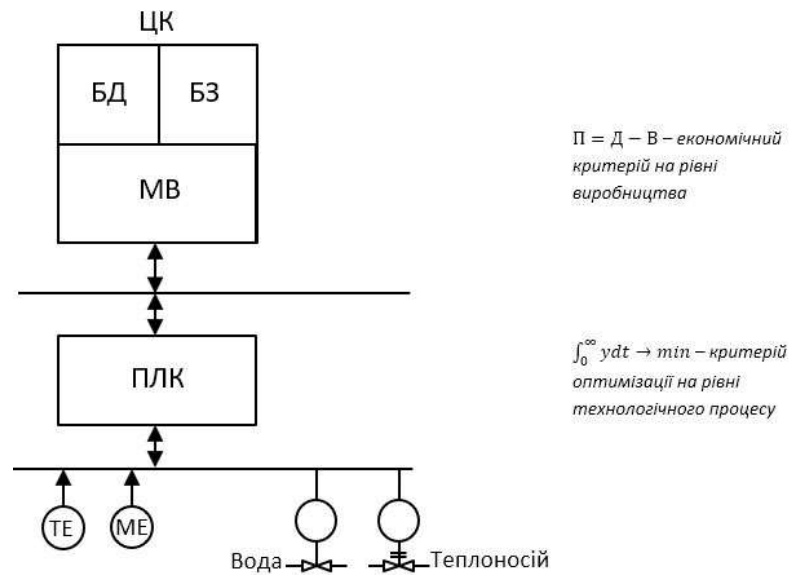 ЦК
БД
БЗ
МВ
П = Д − В – економічний
критерій на рівні
виробництва
ПЛК
∫₀^∞ ydt → min – критерій
оптимізації на рівні
технологічного процесу
ТЕ
МЕ
Вода
Теплоносій